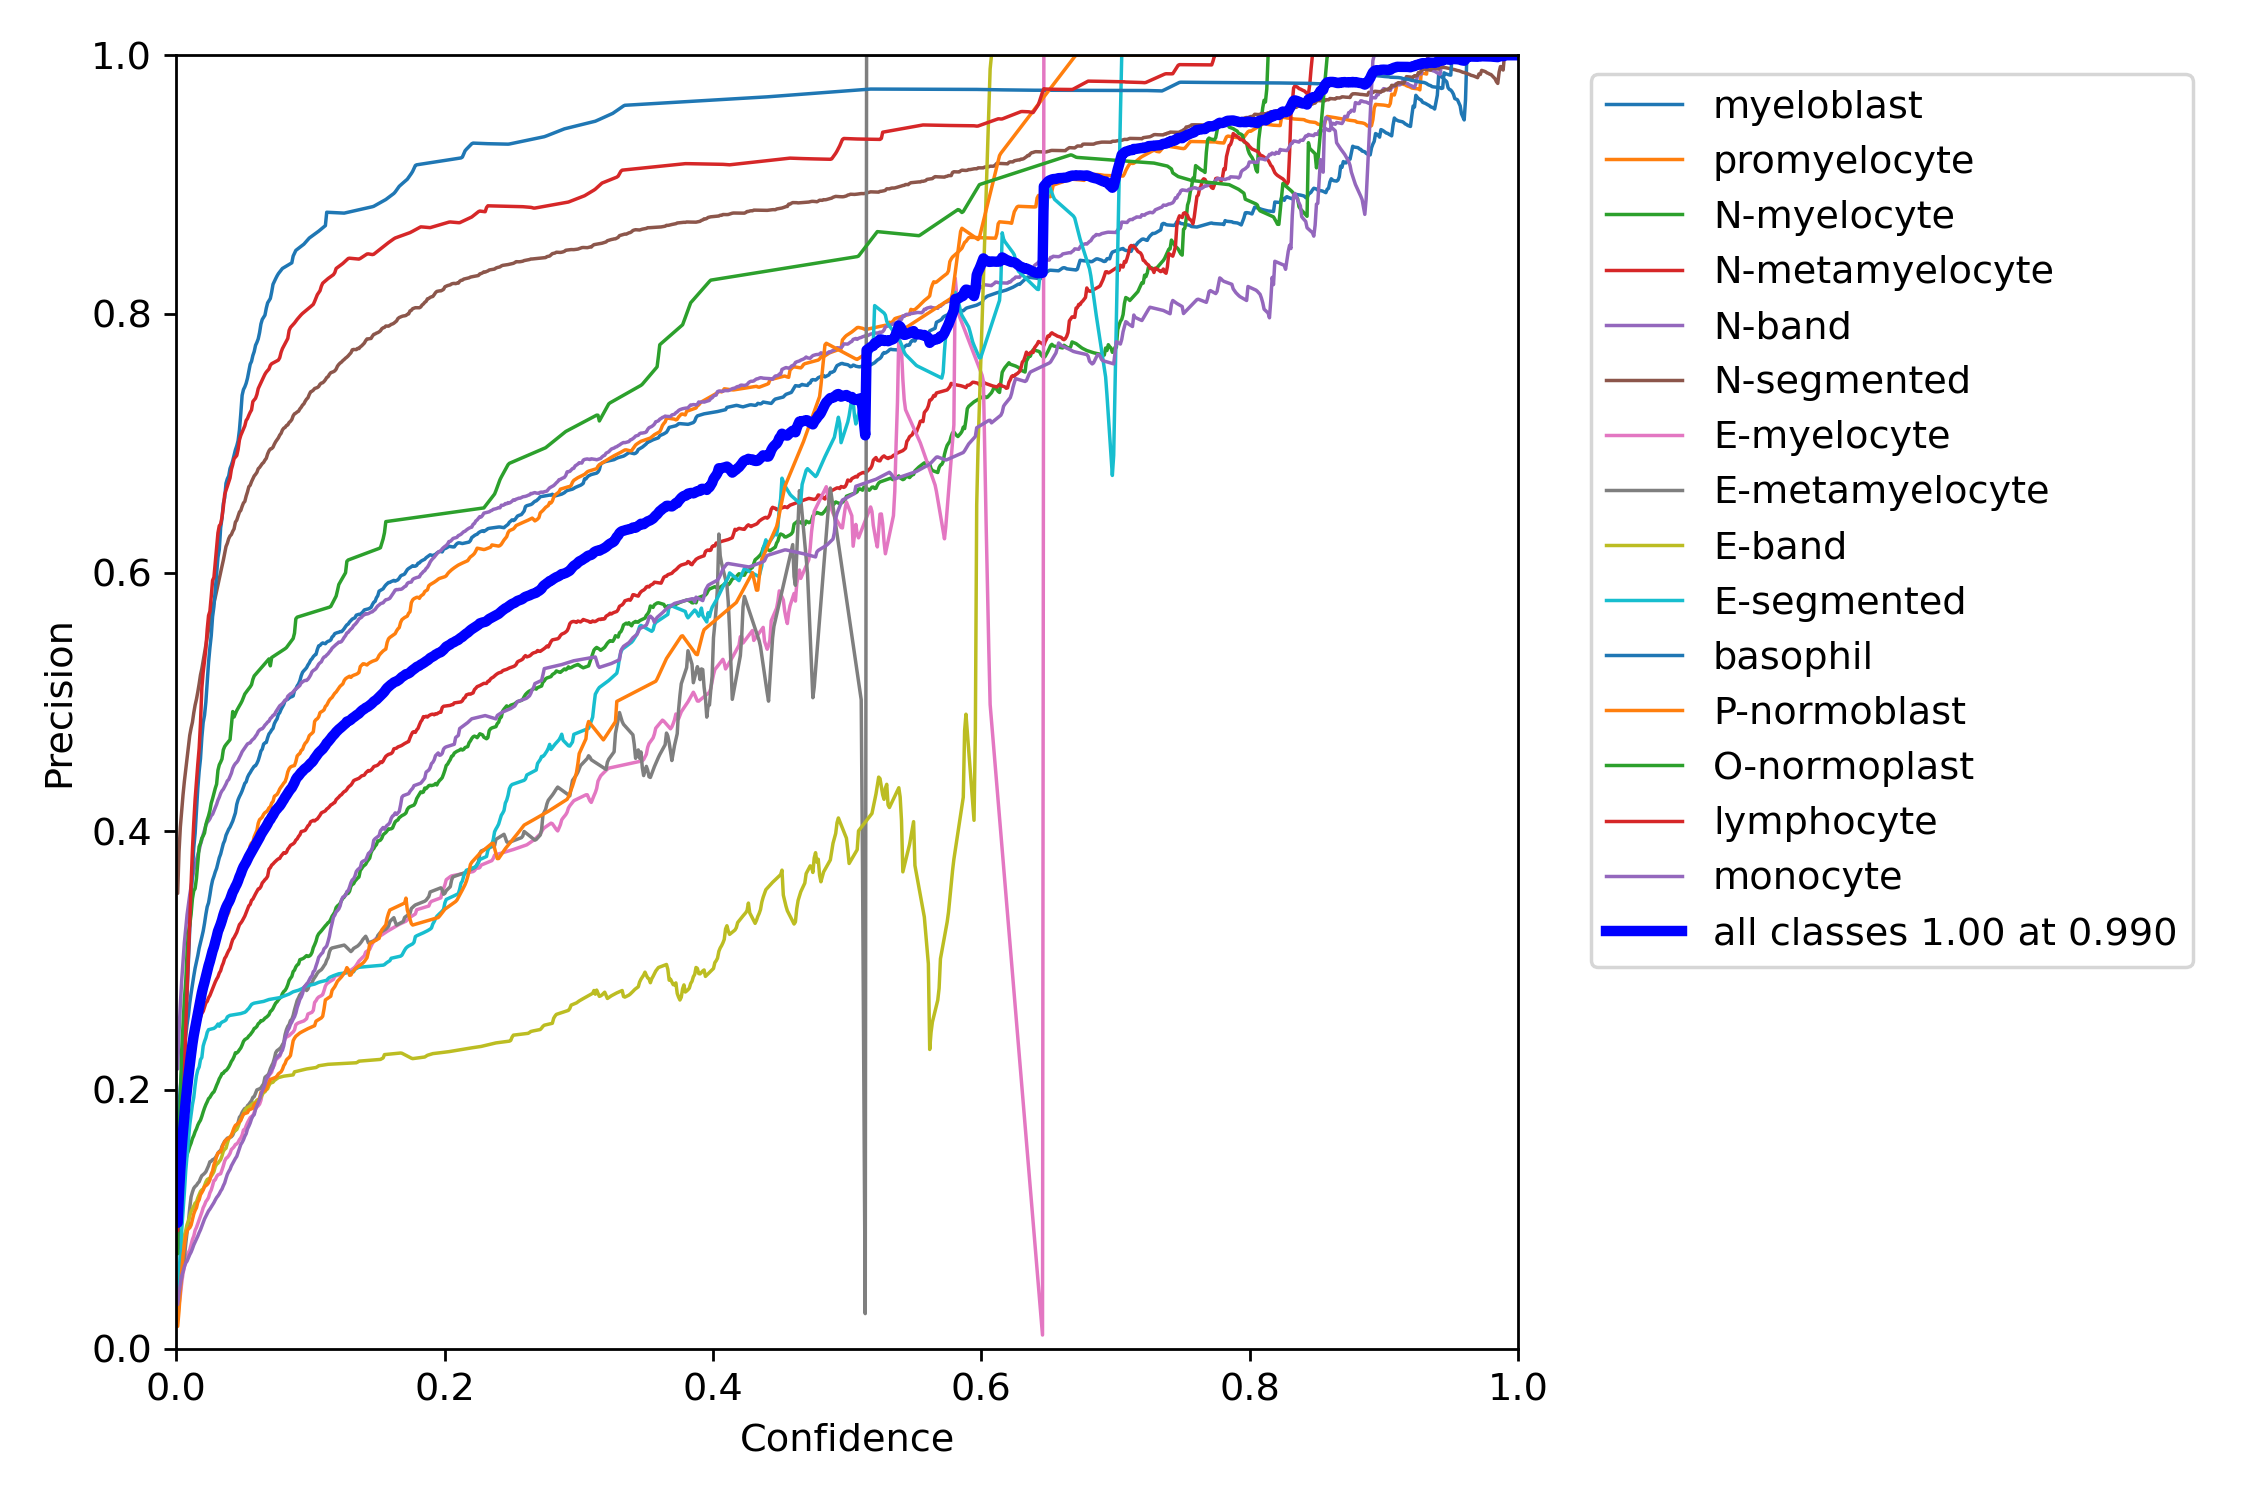 1.0
0.8
0.6
0.4
0.2
0.0
Precision
0.0 0.2 0.4 0.6 0.8 1.0
Confidence
myeloblast
promyelocyte
N-myelocyte
N-metamyelocyte
N-band
N-segmented
E-myelocyte
E-metamyelocyte
E-band
E-segmented
basophil
P-normoblast
O-normoplast
lymphocyte
monocyte
all classes 1.00 at 0.990